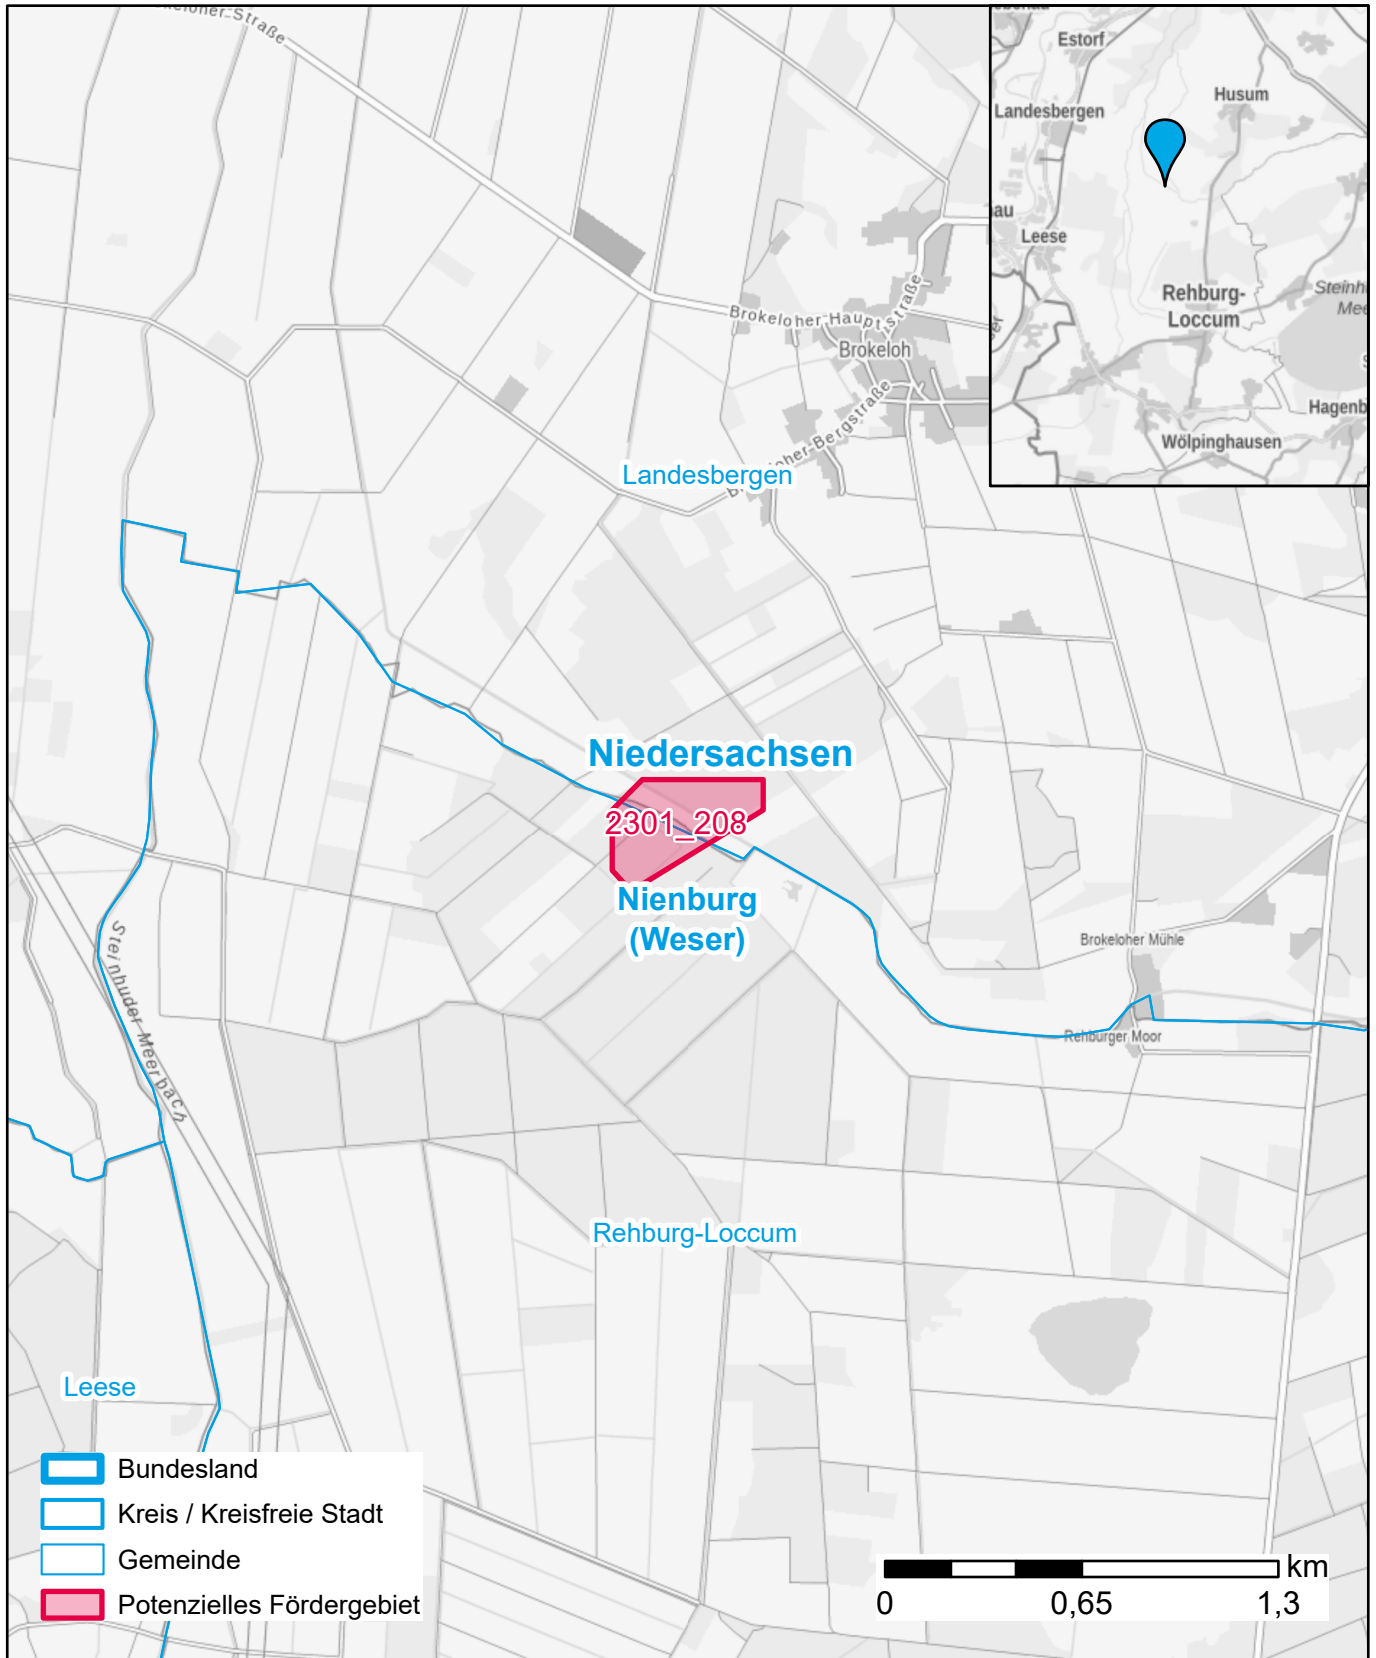 Straße
Estorf
Husum
Landesbergen
Leese
Rehburg-
Loccum
Wölpinghausen
Brokeloher-Hauptstraße
Brokeloh
Landesbergen
Niedersachsen
2301_208
Nienburg
(Weser)
Brokeloher Mühle
Rehburger Moor
Steinhuder Meerbach
Rehburg-Loccum
Leese
Bundesland
Kreis / Kreisfreie Stadt
Gemeinde
Potenzielles Fördergebiet
km
0 0,65 1,3